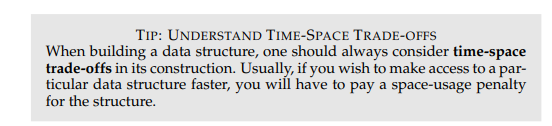 TIP: UNDERSTAND TIME-SPACE TRADE-OFFS
When building a data structure, one should always consider time-space
trade-offs in its construction. Usually, if you wish to make access to a par-
ticular data structure faster, you will have to pay a space-usage penalty
for the structure.